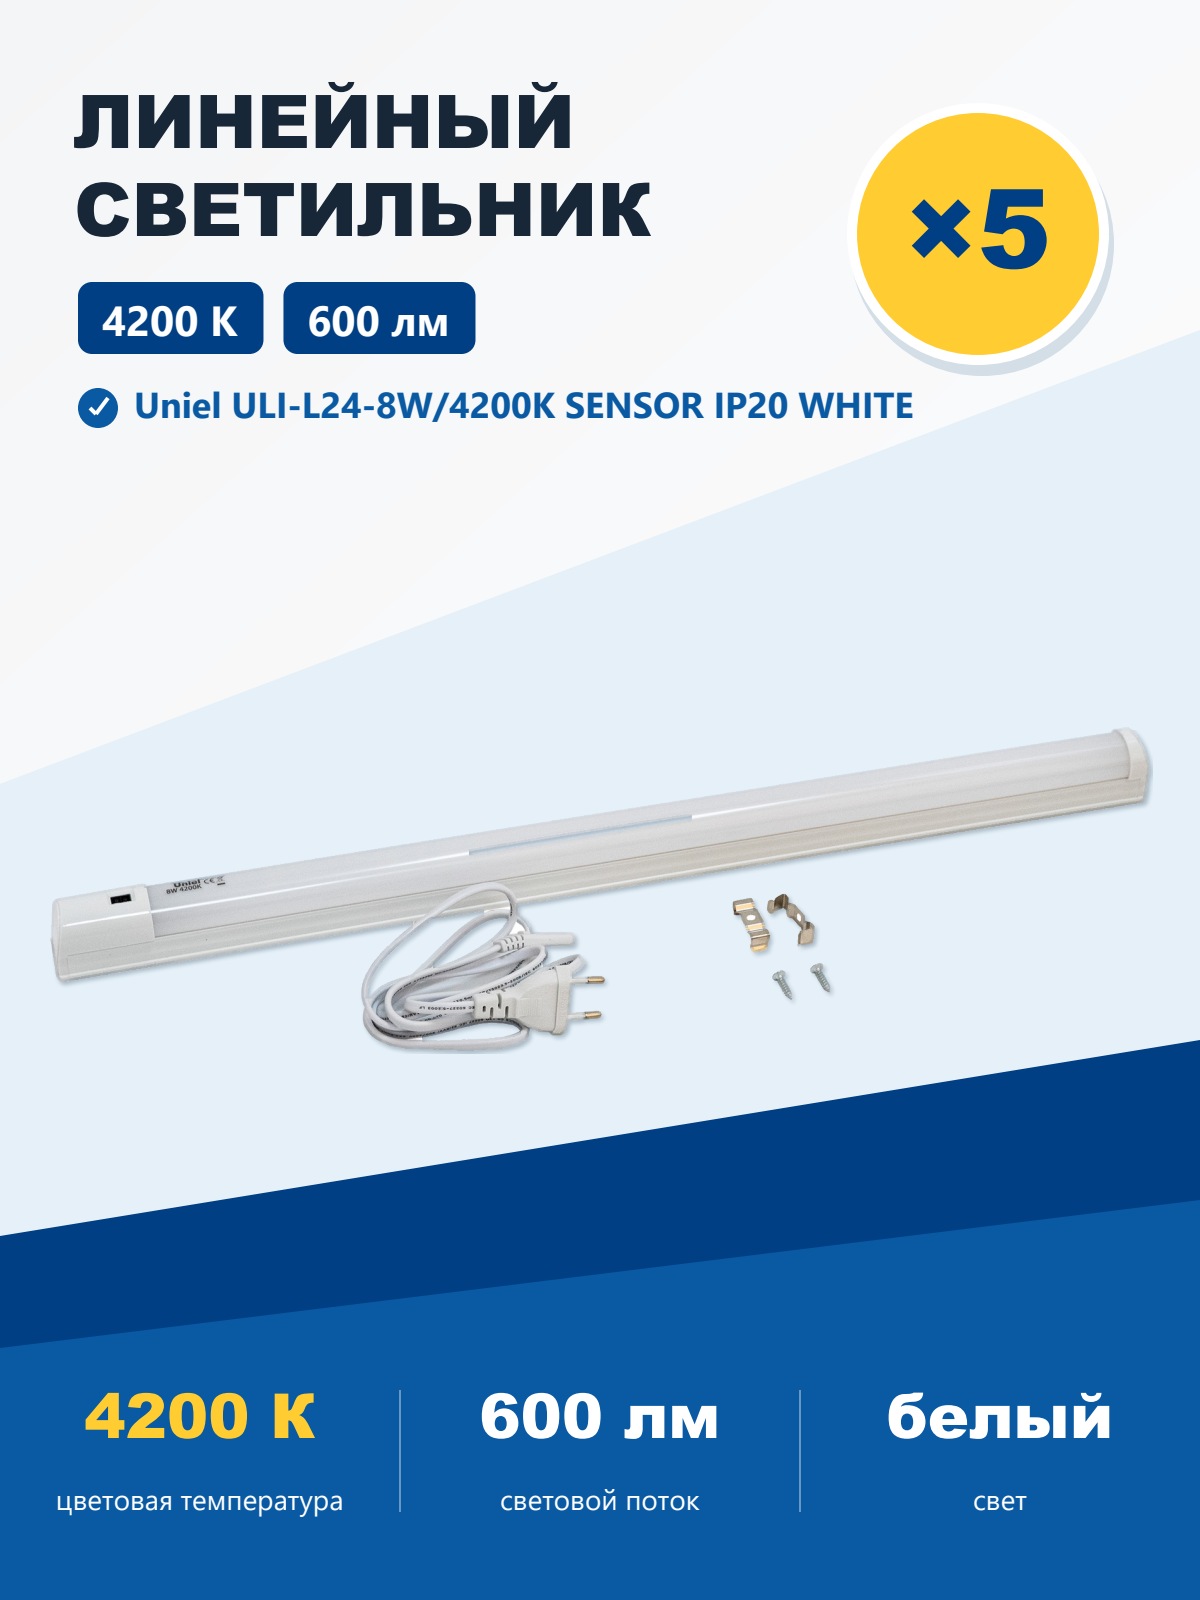 ЛИНЕЙНЫЙ
СВЕТИЛЬНИК
×5
4200 К
600 лм
Uniel ULI-L24-8W/4200K SENSOR IP20 WHITE
Uniel CE
8W 4200K
4200 К
600 лм
белый
цветовая температура
световой поток
свет